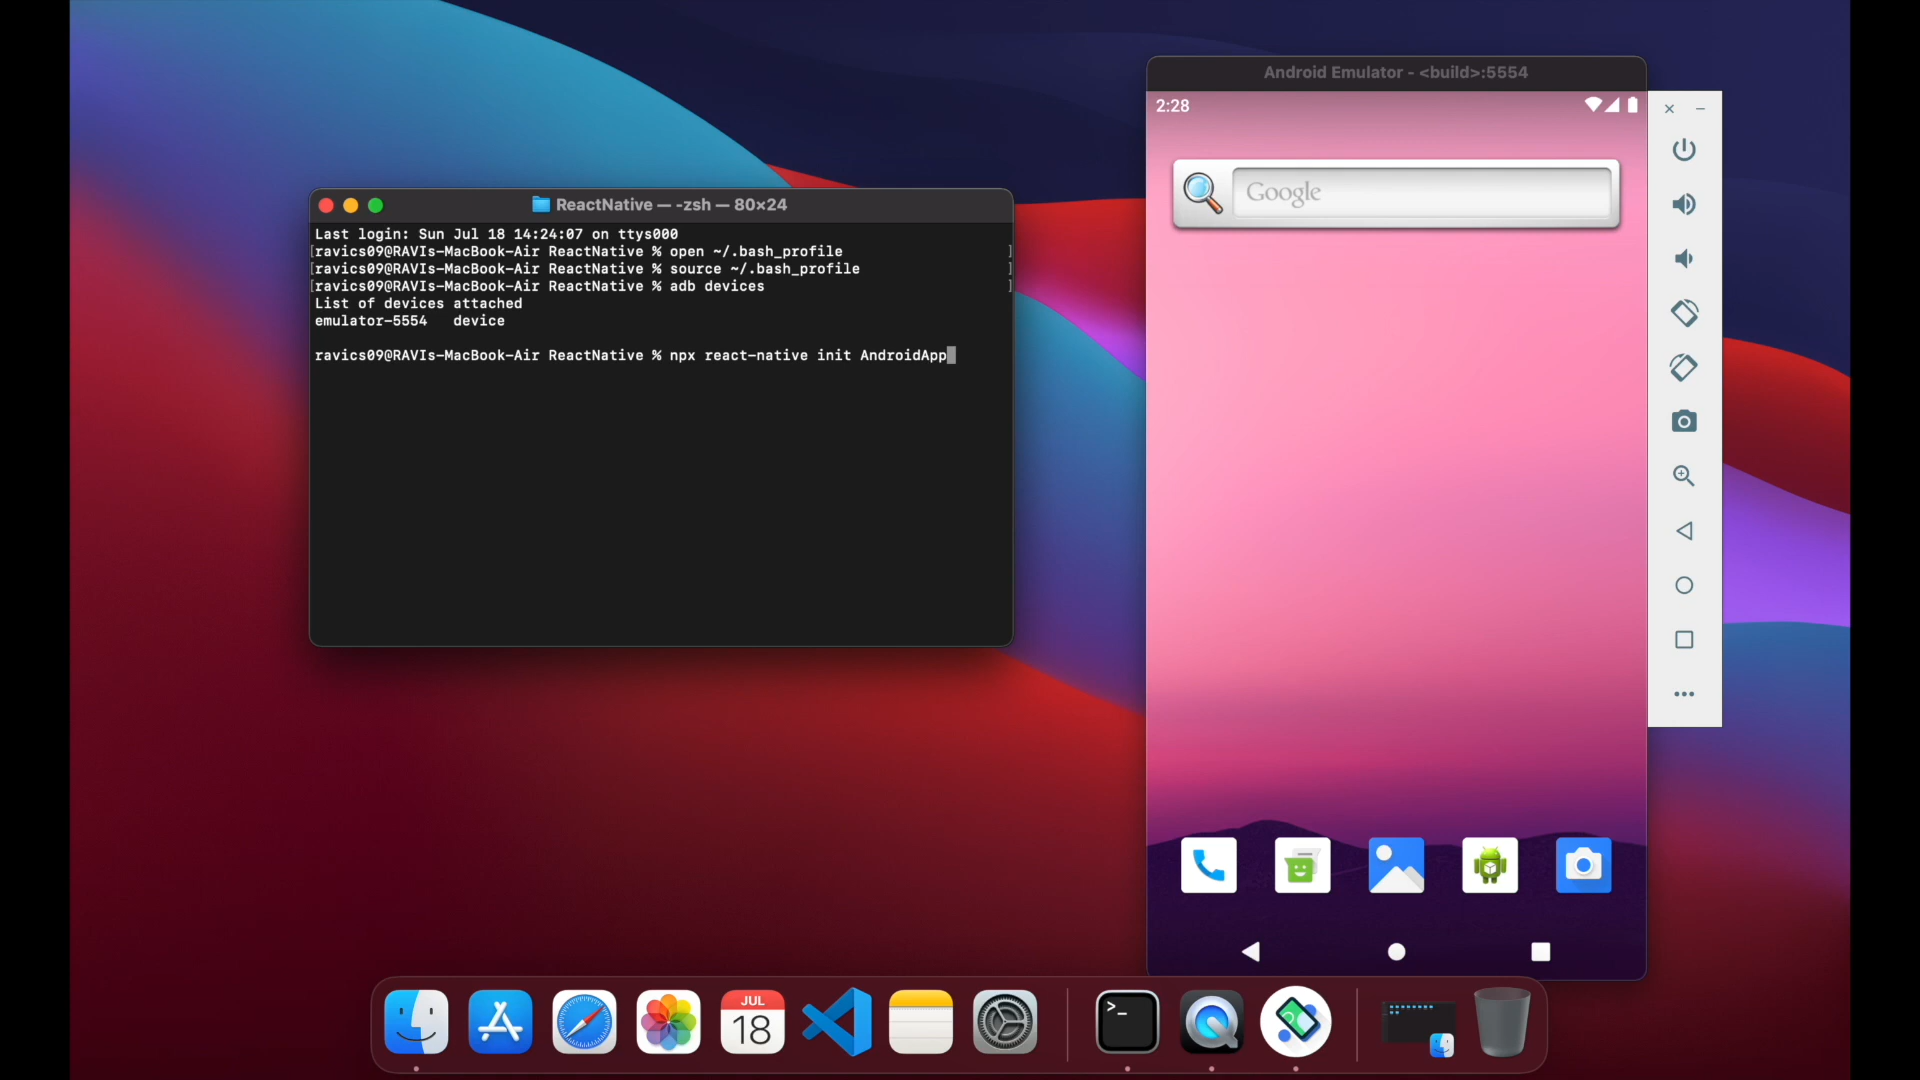 Android Emulator - <build>:5554
2:28
Google
ReactNative — -zsh — 80×24
Last login: Sun Jul 18 14:24:07 on ttys000
[ravics09@RAVIs-MacBook-Air ReactNative % open ~/.bash_profile ]
[ravics09@RAVIs-MacBook-Air ReactNative % source ~/.bash_profile ]
[ravics09@RAVIs-MacBook-Air ReactNative % adb devices ]
List of devices attached
emulator-5554 device
ravics09@RAVIs-MacBook-Air ReactNative % npx react-native init AndroidApp
JUL
18
>_